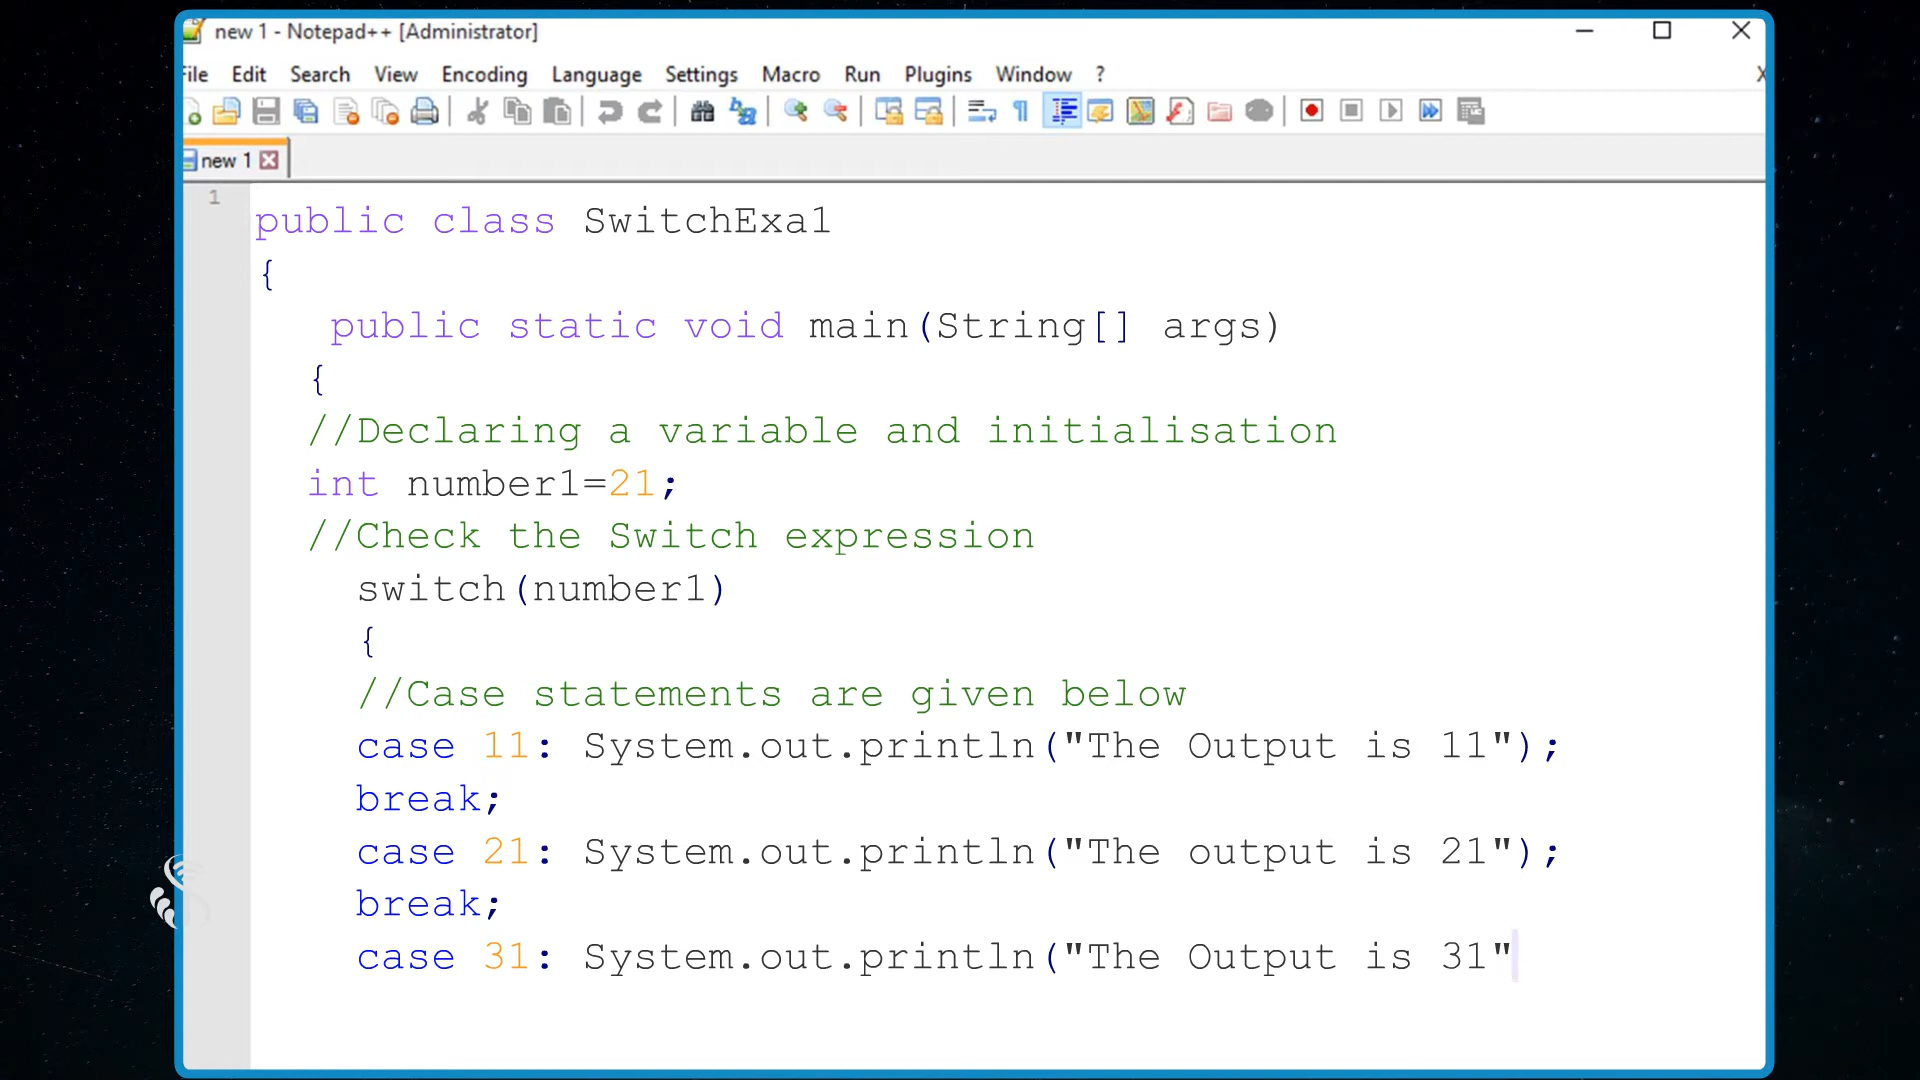 new 1 - Notepad++ [Administrator]
File Edit Search View Encoding Language Settings Macro Run Plugins Window ? X
new 1
1
public class SwitchExa1
{
public static void main(String[] args)
{
//Declaring a variable and initialisation
int number1=21;
//Check the Switch expression
switch(number1)
{
//Case statements are given below
case 11: System.out.println("The Output is 11");
break;
case 21: System.out.println("The output is 21");
break;
case 31: System.out.println("The Output is 31"